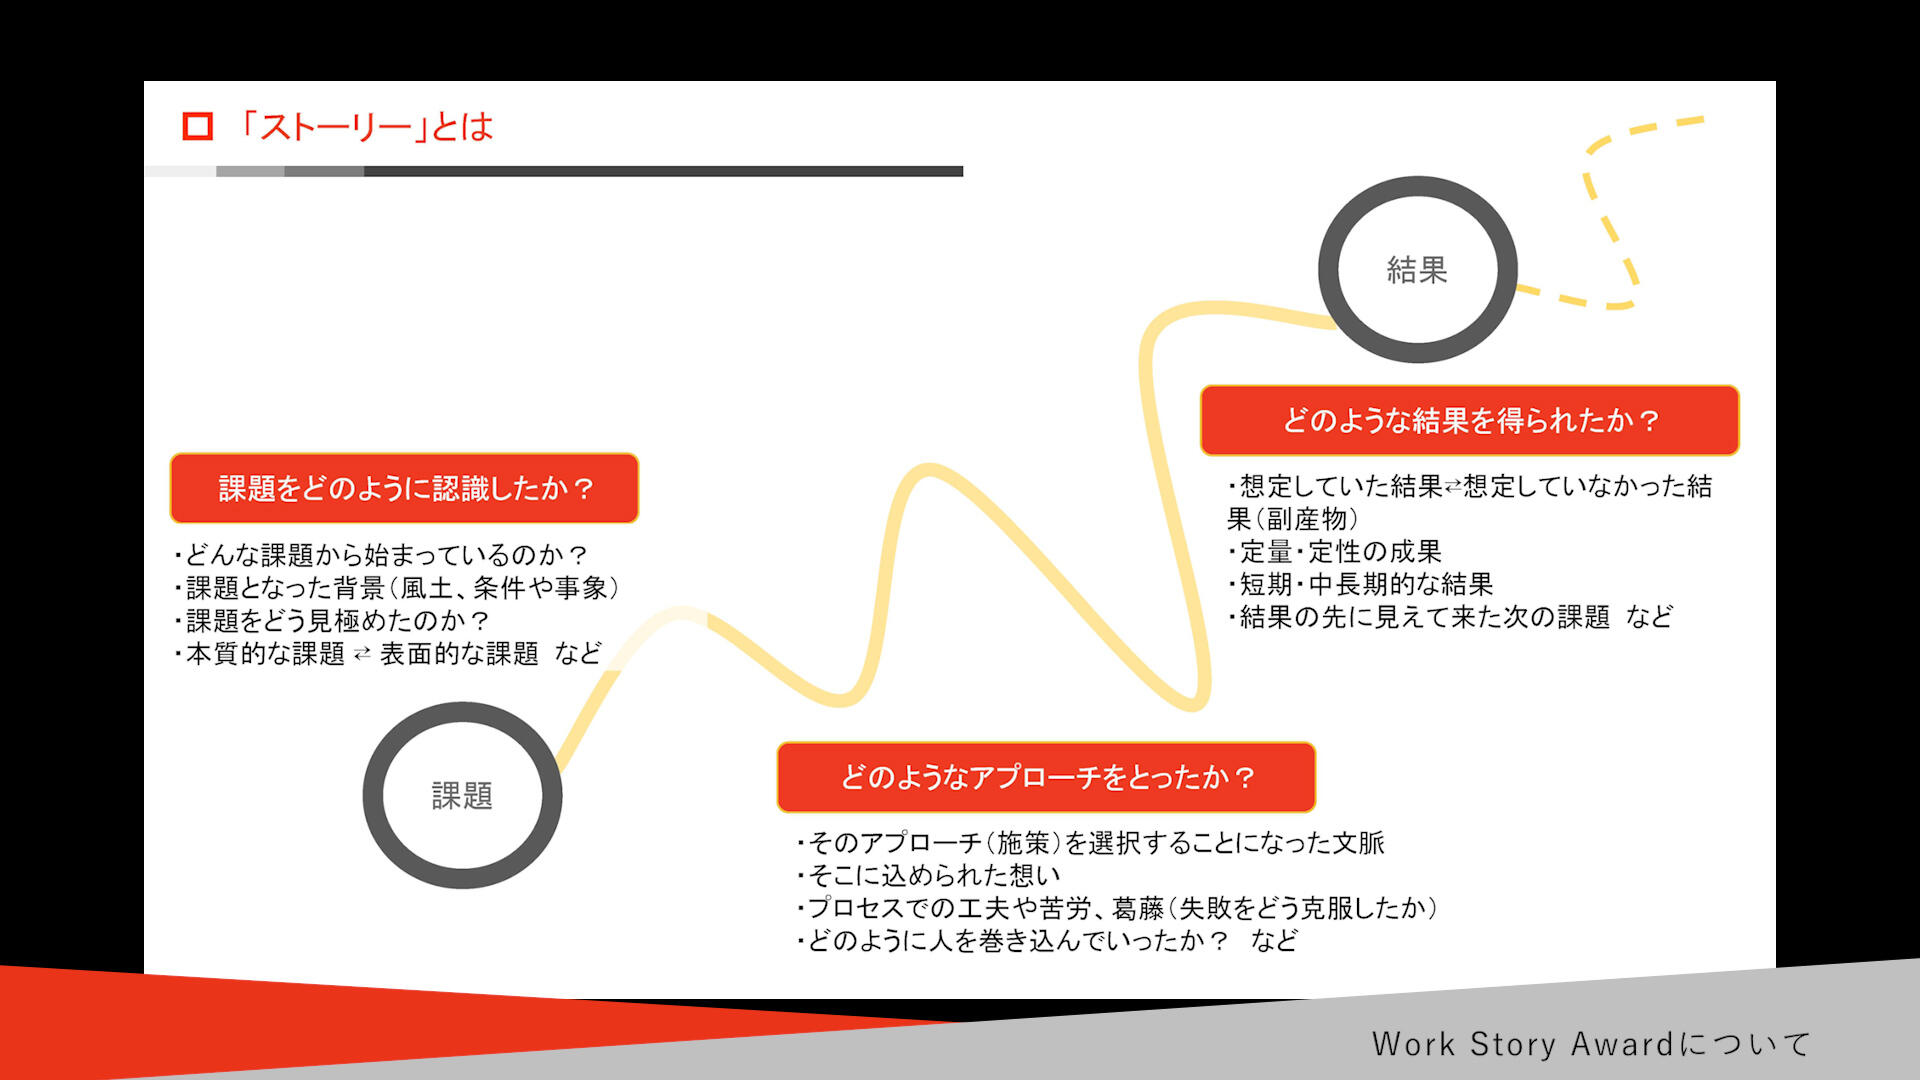 「ストーリー」とは
結果
どのような結果を得られたか？
・想定していた結果⇄想定していなかった結
果（副産物）
・定量・定性の成果
・短期・中長期的な結果
・結果の先に見えて来た次の課題 など
課題をどのように認識したか？
・どんな課題から始まっているのか？
・課題となった背景（風土、条件や事象）
・課題をどう見極めたのか？
・本質的な課題 ⇄ 表面的な課題 など
課題
どのようなアプローチをとったか？
・そのアプローチ（施策）を選択することになった文脈
・そこに込められた想い
・プロセスでの工夫や苦労、葛藤（失敗をどう克服したか）
・どのように人を巻き込んでいったか？ など
Work Story Awardについて